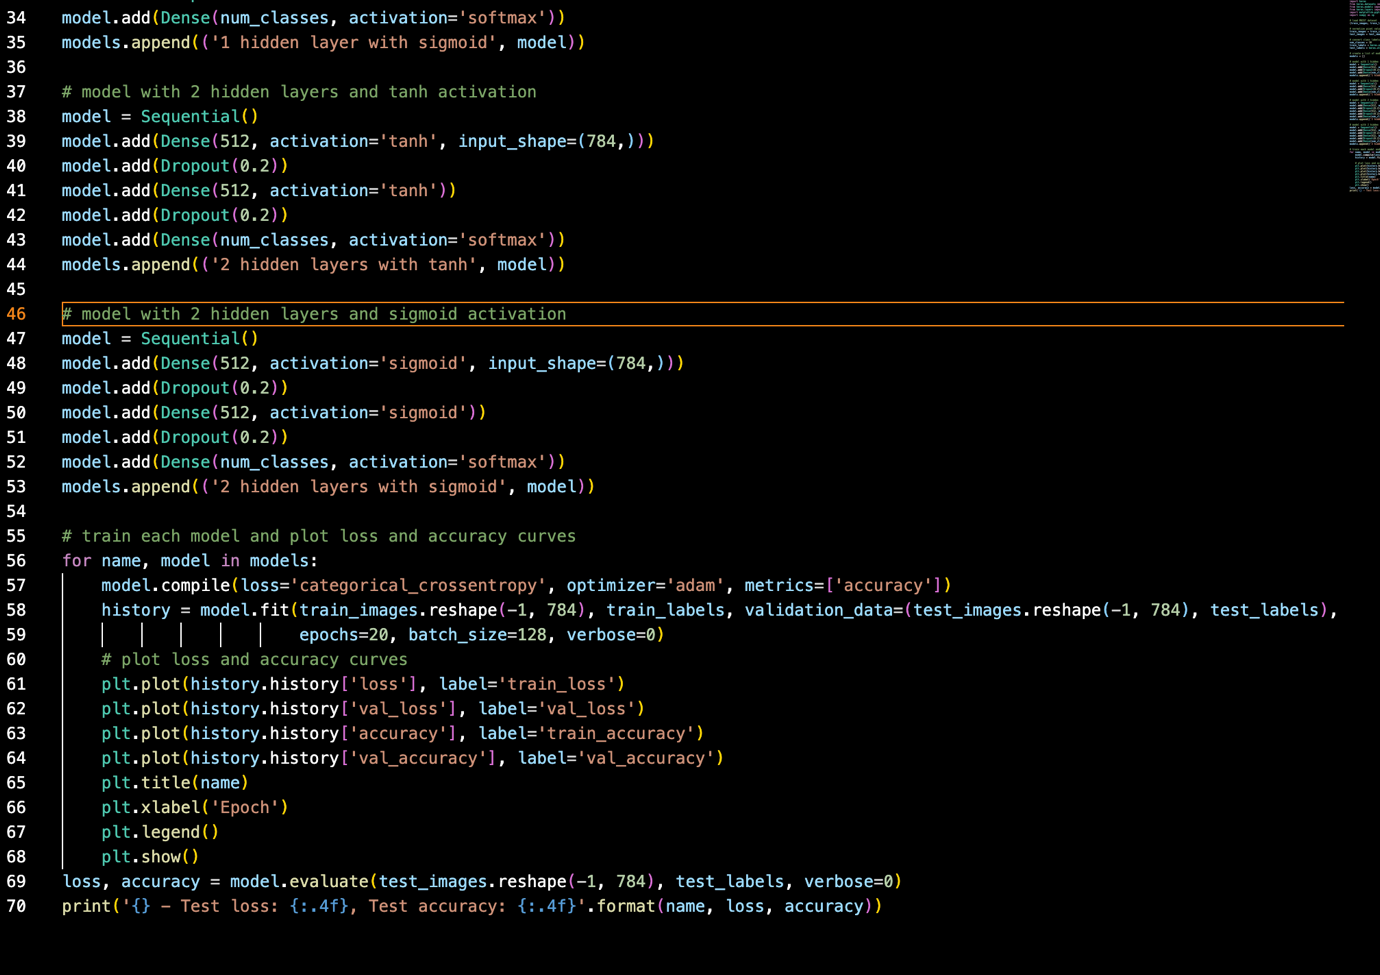 34 model.add(Dense(num_classes, activation='softmax'))
35 models.append(('1 hidden layer with sigmoid', model))
36
37 # model with 2 hidden layers and tanh activation
38 model = Sequential()
39 model.add(Dense(512, activation='tanh', input_shape=(784,)))
40 model.add(Dropout(0.2))
41 model.add(Dense(512, activation='tanh'))
42 model.add(Dropout(0.2))
43 model.add(Dense(num_classes, activation='softmax'))
44 models.append(('2 hidden layers with tanh', model))
45
46 # model with 2 hidden layers and sigmoid activation
47 model = Sequential()
48 model.add(Dense(512, activation='sigmoid', input_shape=(784,)))
49 model.add(Dropout(0.2))
50 model.add(Dense(512, activation='sigmoid'))
51 model.add(Dropout(0.2))
52 model.add(Dense(num_classes, activation='softmax'))
53 models.append(('2 hidden layers with sigmoid', model))
54
55 # train each model and plot loss and accuracy curves
56 for name, model in models:
57     model.compile(loss='categorical_crossentropy', optimizer='adam', metrics=['accuracy'])
58     history = model.fit(train_images.reshape(-1, 784), train_labels, validation_data=(test_images.reshape(-1, 784), test_labels),
59                         epochs=20, batch_size=128, verbose=0)
60     # plot loss and accuracy curves
61     plt.plot(history.history['loss'], label='train_loss')
62     plt.plot(history.history['val_loss'], label='val_loss')
63     plt.plot(history.history['accuracy'], label='train_accuracy')
64     plt.plot(history.history['val_accuracy'], label='val_accuracy')
65     plt.title(name)
66     plt.xlabel('Epoch')
67     plt.legend()
68     plt.show()
69 loss, accuracy = model.evaluate(test_images.reshape(-1, 784), test_labels, verbose=0)
70 print('{} - Test loss: {:.4f}, Test accuracy: {:.4f}'.format(name, loss, accuracy))